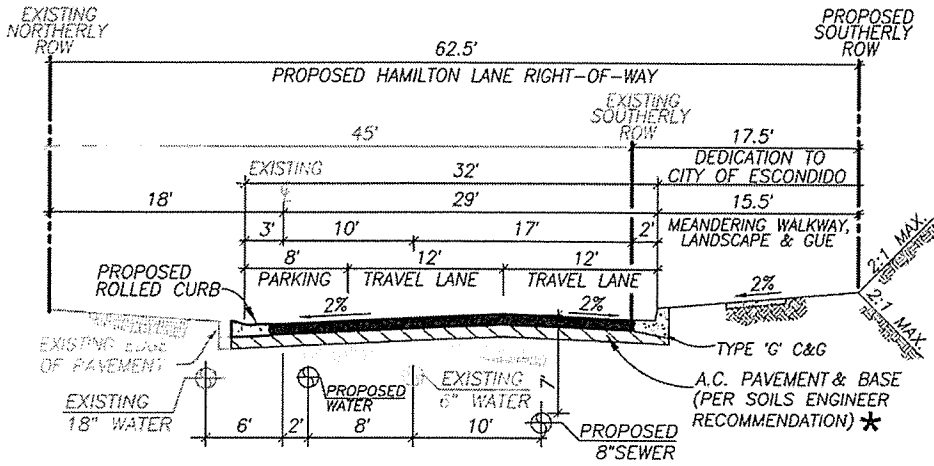 EXISTING
NORTHERLY
ROW
PROPOSED
SOUTHERLY
ROW
62.5'
PROPOSED HAMILTON LANE RIGHT-OF-WAY
EXISTING
SOUTHERLY
ROW
45'
17.5'
DEDICATION TO
CITY OF ESCONDIDO
EXISTING
℄
32'
18'
29'
15.5'
MEANDERING WALKWAY,
LANDSCAPE & GUE
3'
10'
17'
2'
8'
12'
12'
PARKING
TRAVEL LANE
TRAVEL LANE
PROPOSED
ROLLED CURB
2%
2%
2%
2:1 MAX.
2:1 MAX.
EXISTING EDGE
OF PAVEMENT
TYPE 'G' C&G
EXISTING
18" WATER
PROPOSED
WATER
EXISTING
6" WATER
7'
A.C. PAVEMENT & BASE
(PER SOILS ENGINEER
RECOMMENDATION) *
6'
2'
8'
10'
PROPOSED
8"SEWER